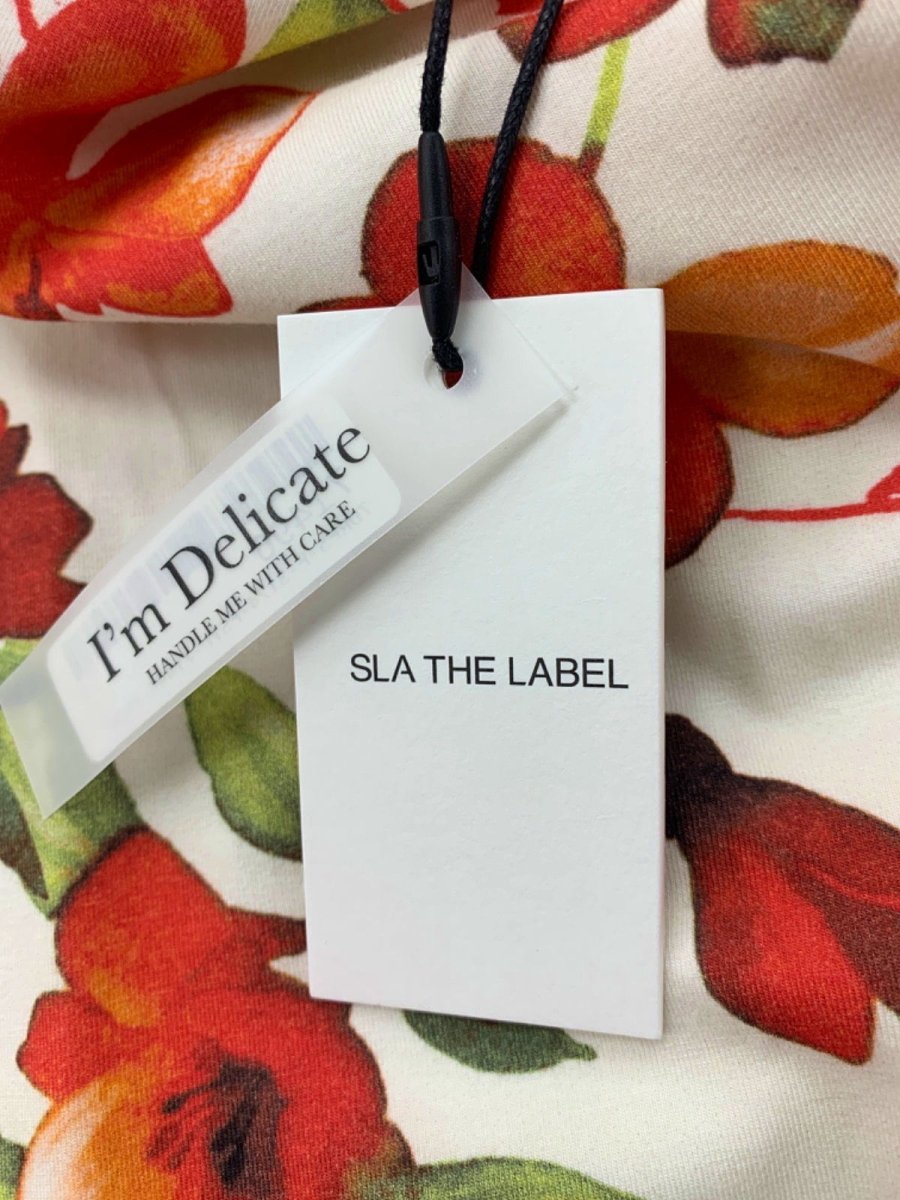 I'm Delicate
HANDLE ME WITH CARE
SLA THE LABEL